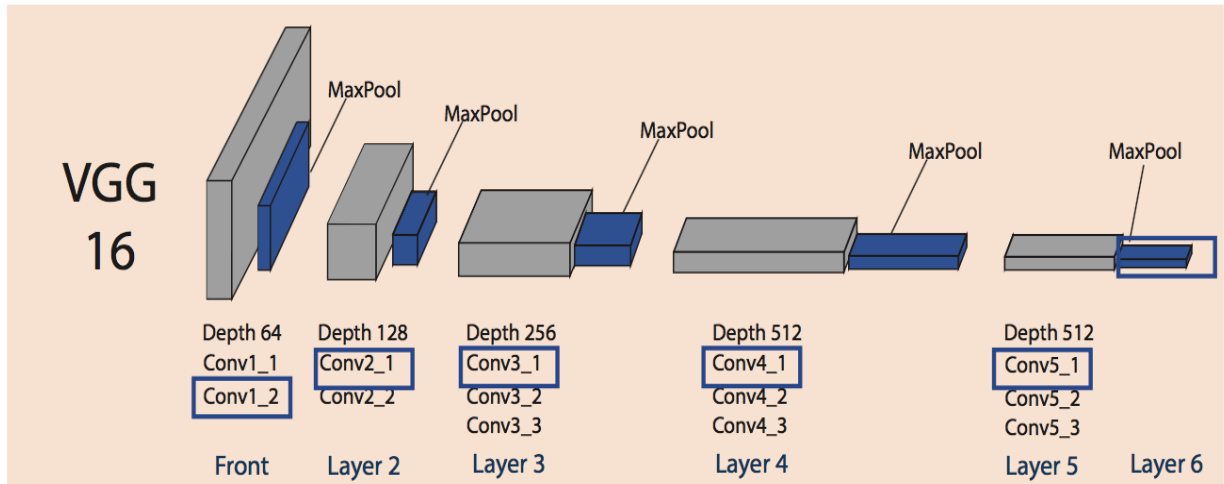 VGG
16
MaxPool
MaxPool
MaxPool
MaxPool
MaxPool
Depth 64
Conv1_1
Conv1_2
Front
Depth 128
Conv2_1
Conv2_2
Layer 2
Depth 256
Conv3_1
Conv3_2
Conv3_3
Layer 3
Depth 512
Conv4_1
Conv4_2
Conv4_3
Layer 4
Depth 512
Conv5_1
Conv5_2
Conv5_3
Layer 5
Layer 6